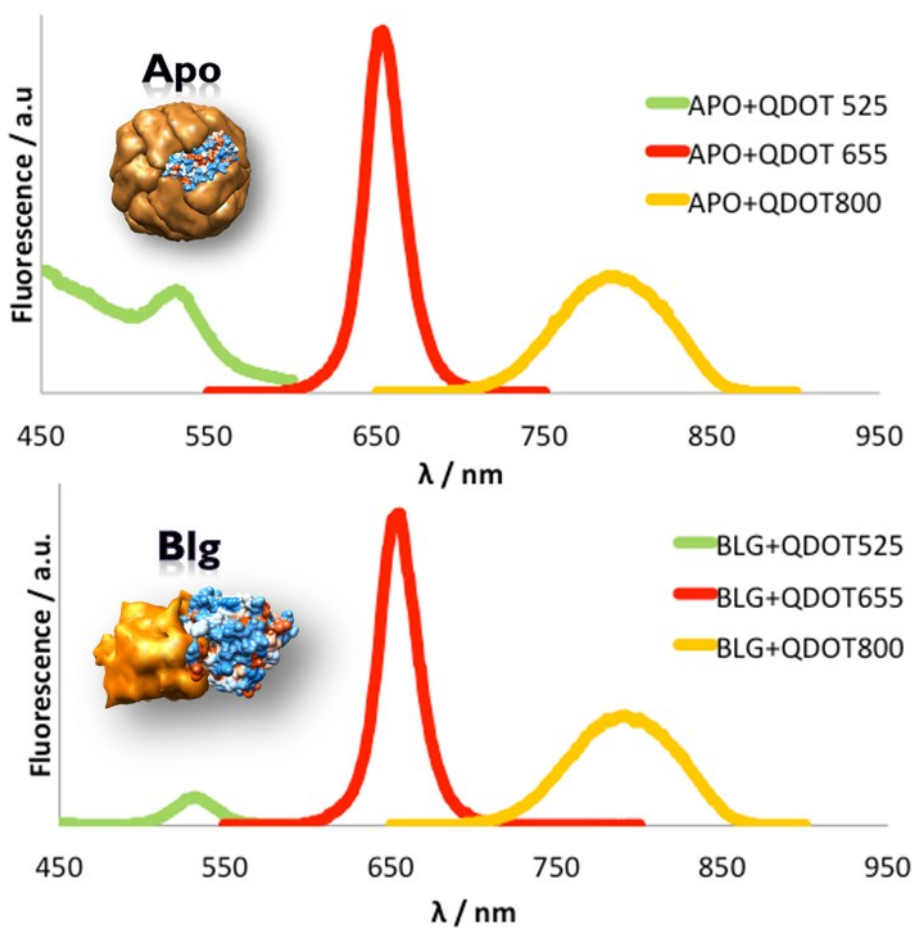 Apo
Fluorescence / a.u
APO+QDOT 525
APO+QDOT 655
APO+QDOT800
450 550 650 750 850 950
λ / nm
Blg
Fluorescence / a.u.
BLG+QDOT525
BLG+QDOT655
BLG+QDOT800
450 550 650 750 850 950
λ / nm